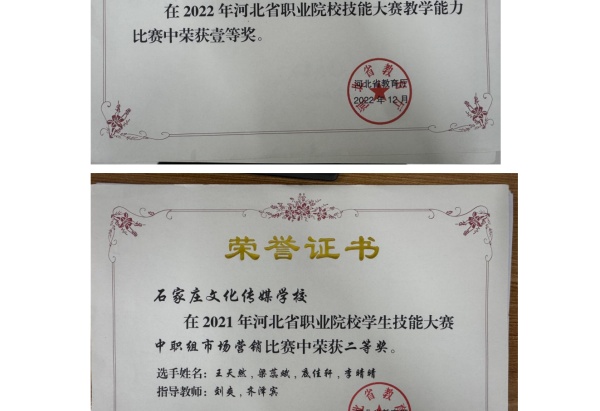 在 2022 年河北省职业院校技能大赛教学能力
比赛中荣获壹等奖。
河北省教育厅
2022年12月
荣誉证书
石家庄文化传媒学校
在 2021 年河北省职业院校学生技能大赛
中职组市场营销比赛中荣获二等奖。
选手姓名：王天然，梁蕊斌，底佳轩，李晴晴
指导教师：刘爽，齐泽宾